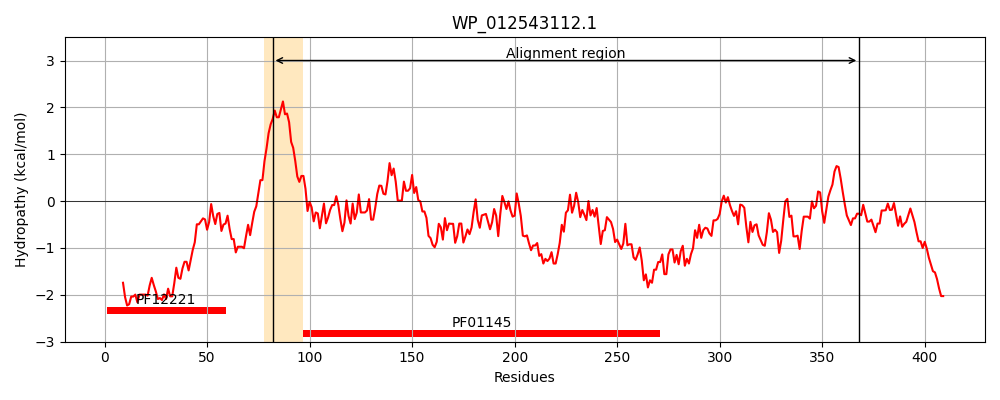 WP_012543112.1
Alignment region
Hydropathy (kcal/mol)
3
2
1
0
−1
−2
−3
PF12221
PF01145
0 50 100 150 200 250 300 350 400
Residues